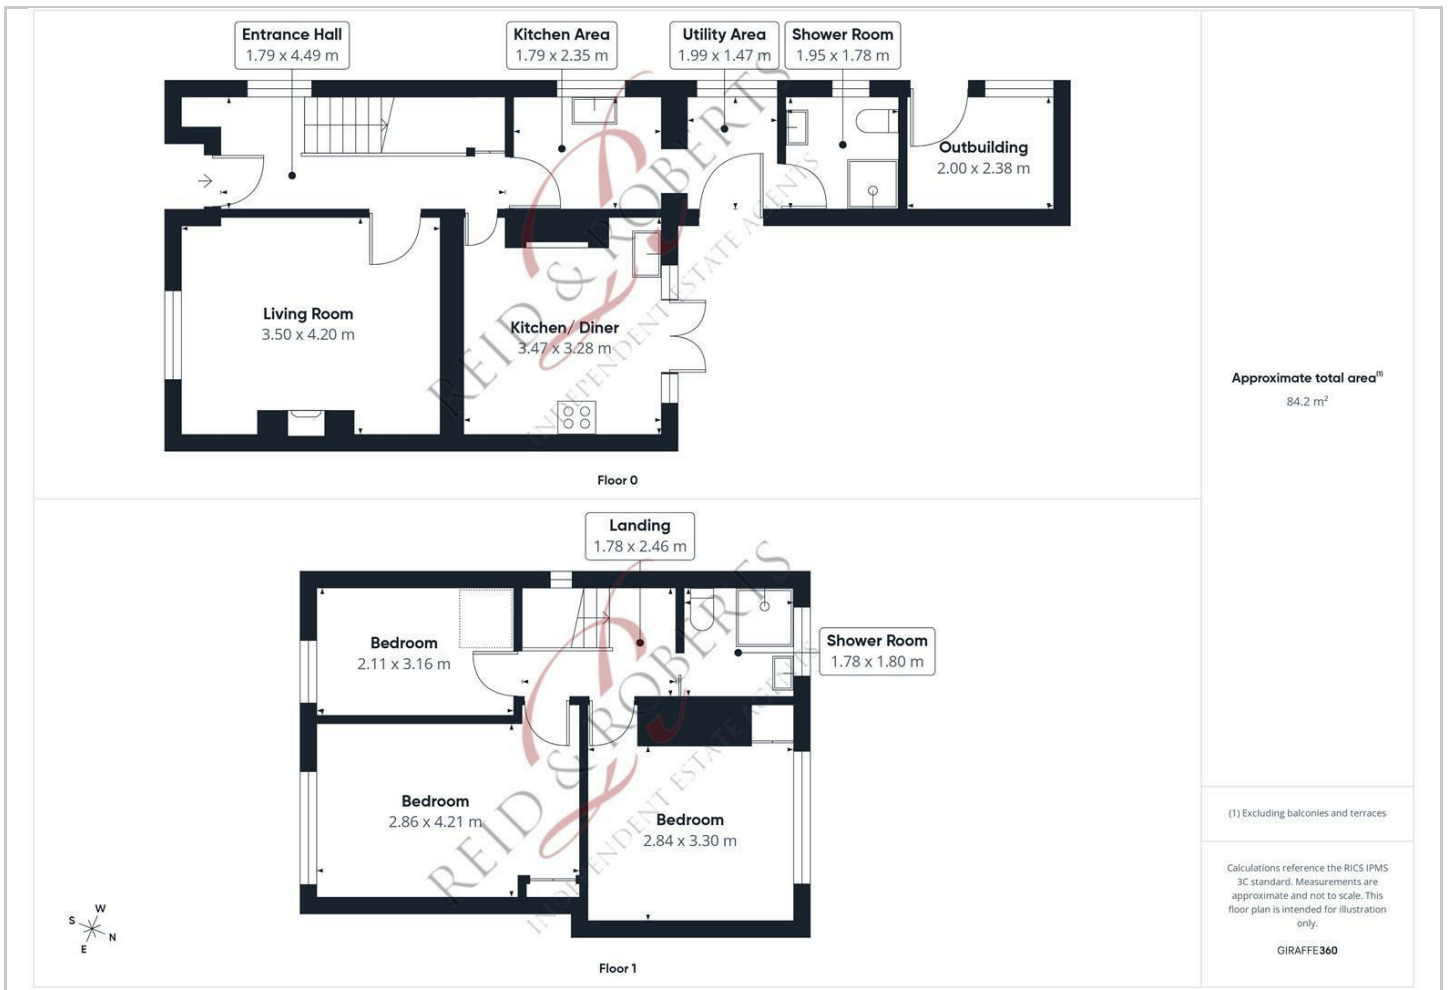 Entrance Hall
1.79 x 4.49 m
Kitchen Area
1.79 x 2.35 m
Utility Area
1.99 x 1.47 m
Shower Room
1.95 x 1.78 m
Outbuilding
2.00 x 2.38 m
Living Room
3.50 x 4.20 m
Kitchen/ Diner
3.47 x 3.28 m
REID & ROBERTS
INDEPENDENT ESTATE AGENTS
Floor 0
Approximate total area(1)
84.2 m²
Landing
1.78 x 2.46 m
Bedroom
2.11 x 3.16 m
Shower Room
1.78 x 1.80 m
Bedroom
2.86 x 4.21 m
Bedroom
2.84 x 3.30 m
REID & ROBERTS
INDEPENDENT ESTATE AGENTS
W
S
N
E
Floor 1
(1) Excluding balconies and terraces
Calculations reference the RICS IPMS
3C standard. Measurements are
approximate and not to scale. This
floor plan is intended for illustration
only.
GIRAFFE360